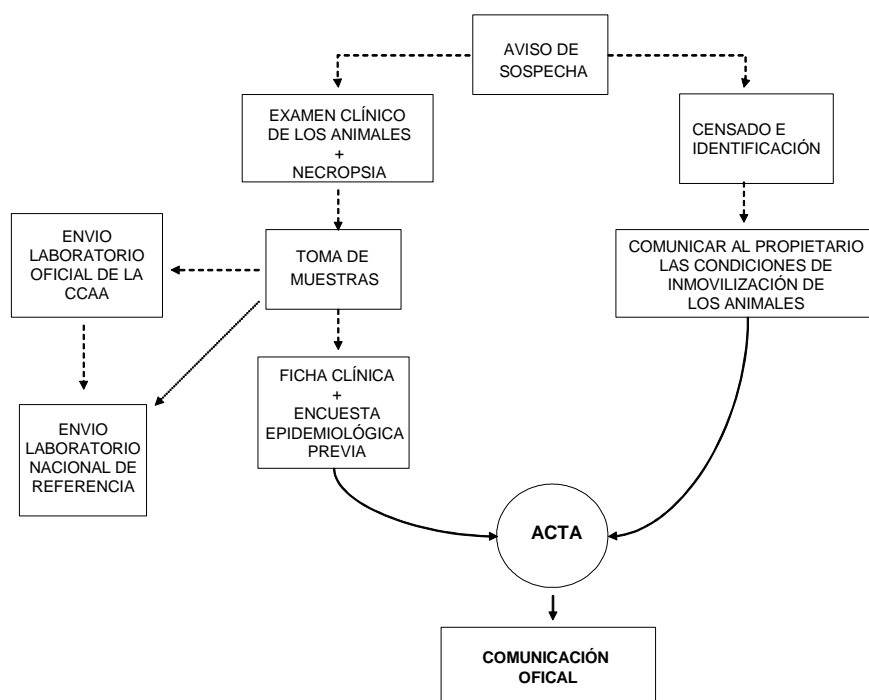 AVISO DE
SOSPECHA
EXAMEN CLÍNICO
DE LOS ANIMALES
+
NECROPSIA
CENSADO E
IDENTIFICACIÓN
ENVIO
LABORATORIO
OFICIAL DE LA
CCAA
TOMA DE
MUESTRAS
COMUNICAR AL PROPIETARIO
LAS CONDICIONES DE
INMOVILIZACIÓN DE
LOS ANIMALES
FICHA CLÍNICA
+
ENCUESTA
EPIDEMIOLÓGICA
PREVIA
ENVIO
LABORATORIO
NACIONAL DE
REFERENCIA
ACTA
COMUNICACIÓN
OFICAL